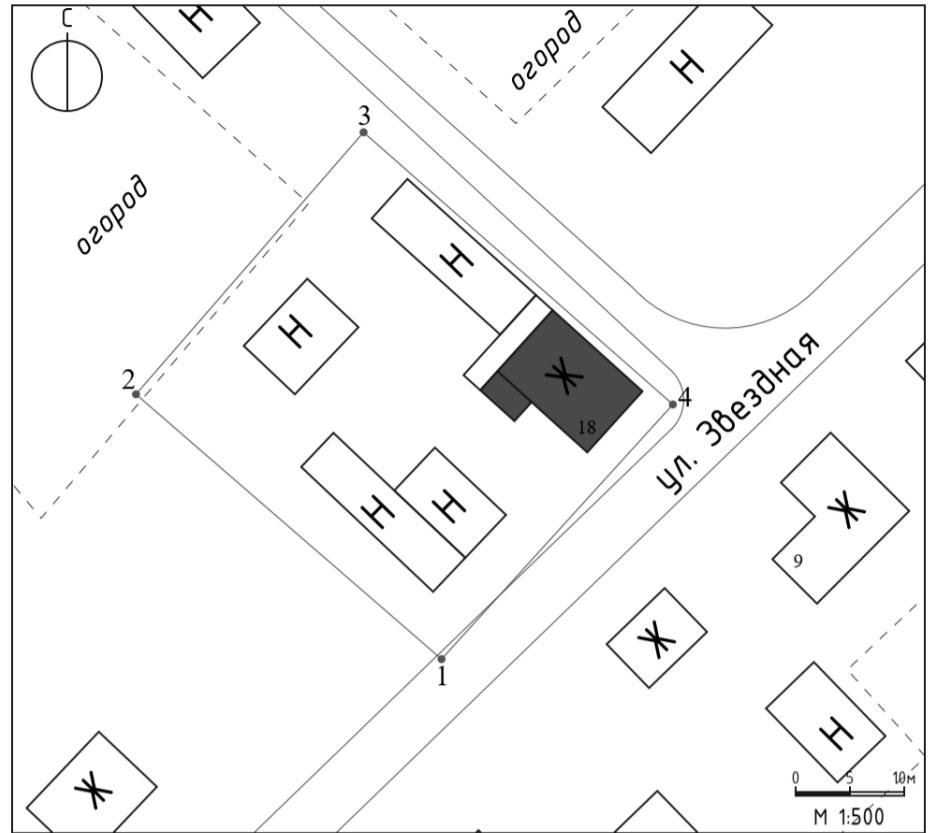 С
Н
огород
Н
3
огород
Н
Н
2
Ж
18
4
ул. Звездная
Н
Н
Ж
9
Ж
1
Н
Ж
0 5 10м
М 1:500